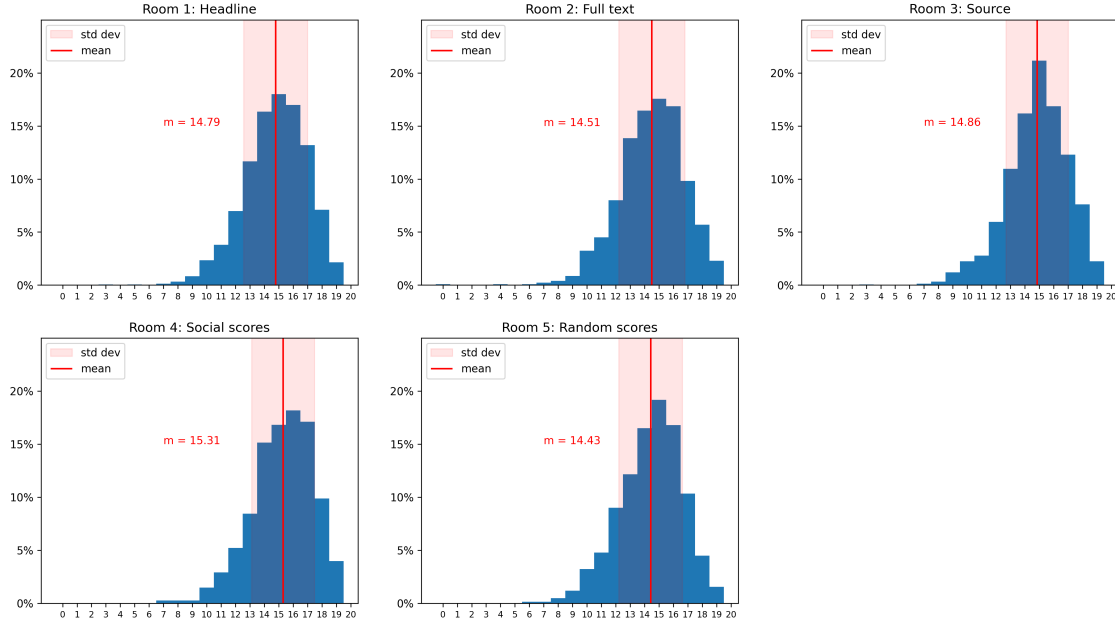 Room 1: Headline
std dev
mean
m = 14.79
20%
15%
10%
5%
0%
0 1 2 3 4 5 6 7 8 9 10 11 12 13 14 15 16 17 18 19 20
Room 2: Full text
std dev
mean
m = 14.51
20%
15%
10%
5%
0%
0 1 2 3 4 5 6 7 8 9 10 11 12 13 14 15 16 17 18 19 20
Room 3: Source
std dev
mean
m = 14.86
20%
15%
10%
5%
0%
0 1 2 3 4 5 6 7 8 9 10 11 12 13 14 15 16 17 18 19 20
Room 4: Social scores
std dev
mean
m = 15.31
20%
15%
10%
5%
0%
0 1 2 3 4 5 6 7 8 9 10 11 12 13 14 15 16 17 18 19 20
Room 5: Random scores
std dev
mean
m = 14.43
20%
15%
10%
5%
0%
0 1 2 3 4 5 6 7 8 9 10 11 12 13 14 15 16 17 18 19 20